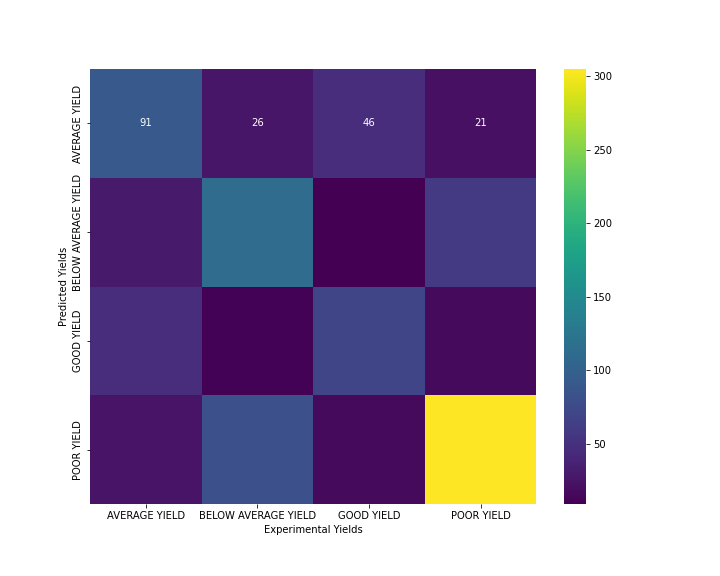 AVERAGE YIELD
BELOW AVERAGE YIELD
GOOD YIELD
POOR YIELD
Predicted Yields
91 26 46 21
AVERAGE YIELD BELOW AVERAGE YIELD GOOD YIELD POOR YIELD
Experimental Yields
300
250
200
150
100
50